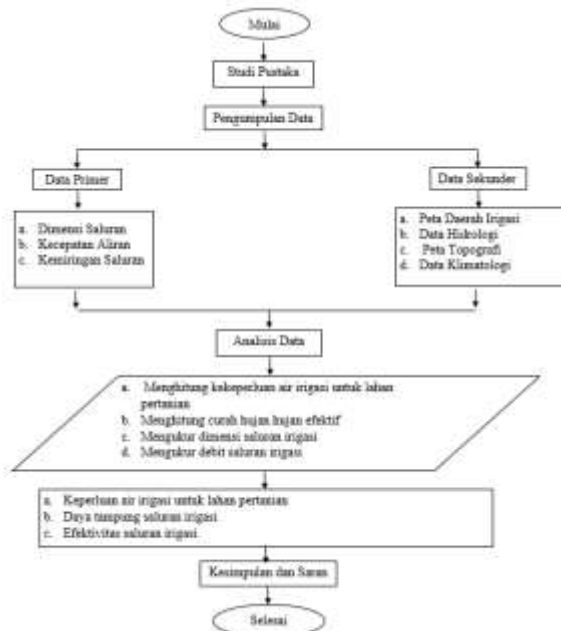 Mulai
Studi Pustaka
Pengumpulan Data
Data Primer
Data Sekunder
a. Dimensi Saluran
b. Kecepatan Aliran
c. Kemiringan Saluran
a. Peta Daerah Irigasi
b. Data Hidrologi
c. Peta Topografi
d. Data Klimatologi
Analisis Data
a. Menghitung kakeperluan air irigasi untuk lahan
pertanian
b. Menghitung curah hujan hujan efektif
c. Mengukur dimensi saluran irigasi
d. Mengukur debit saluran irigasi
a. Keperluan air irigasi untuk lahan pertanian
b. Daya tampung saluran irigasi
c. Efektivitas saluran irigasi
Kesimpulan dan Saran
Selesai